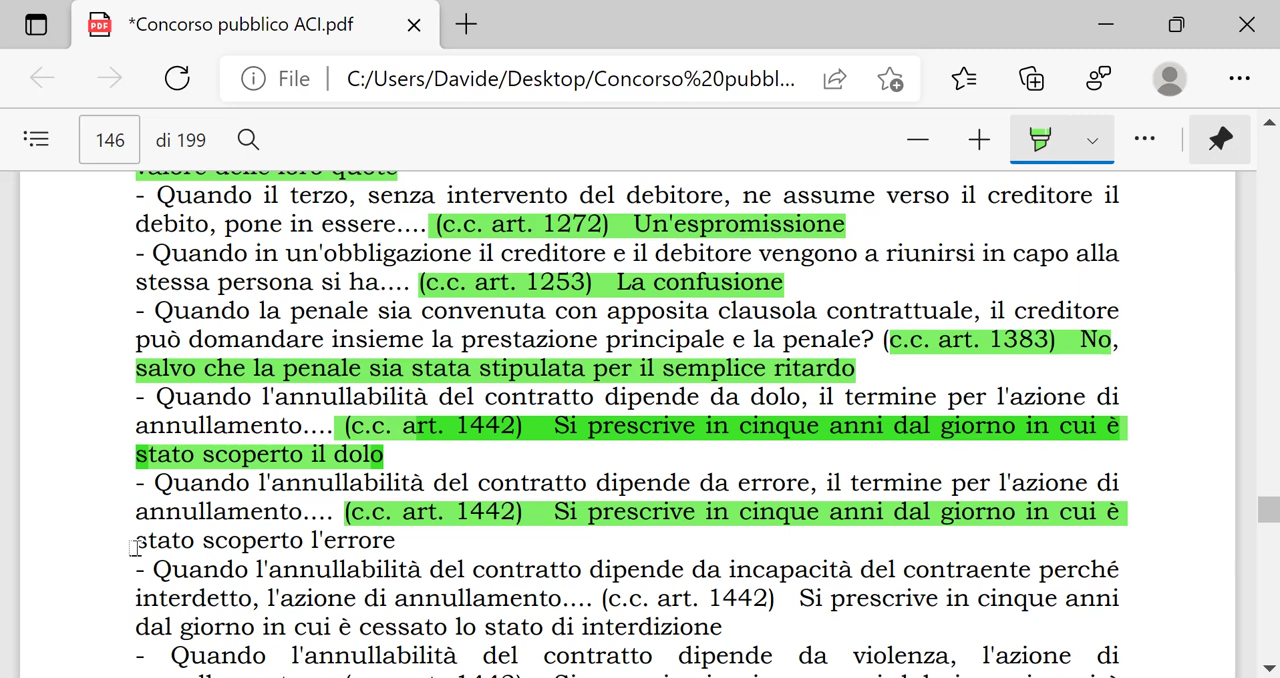 *Concorso pubblico ACI.pdf
File | C:/Users/Davide/Desktop/Concorso%20pubbl...
146 di 199
valore delle loro quote
- Quando il terzo, senza intervento del debitore, ne assume verso il creditore il
debito, pone in essere.... (c.c. art. 1272) Un'espromissione
- Quando in un'obbligazione il creditore e il debitore vengono a riunirsi in capo alla
stessa persona si ha.... (c.c. art. 1253) La confusione
- Quando la penale sia convenuta con apposita clausola contrattuale, il creditore
può domandare insieme la prestazione principale e la penale? (c.c. art. 1383) No,
salvo che la penale sia stata stipulata per il semplice ritardo
- Quando l'annullabilità del contratto dipende da dolo, il termine per l'azione di
annullamento.... (c.c. art. 1442) Si prescrive in cinque anni dal giorno in cui è
stato scoperto il dolo
- Quando l'annullabilità del contratto dipende da errore, il termine per l'azione di
annullamento.... (c.c. art. 1442) Si prescrive in cinque anni dal giorno in cui è
stato scoperto l'errore
- Quando l'annullabilità del contratto dipende da incapacità del contraente perché
interdetto, l'azione di annullamento.... (c.c. art. 1442) Si prescrive in cinque anni
dal giorno in cui è cessato lo stato di interdizione
- Quando l'annullabilità del contratto dipende da violenza, l'azione di